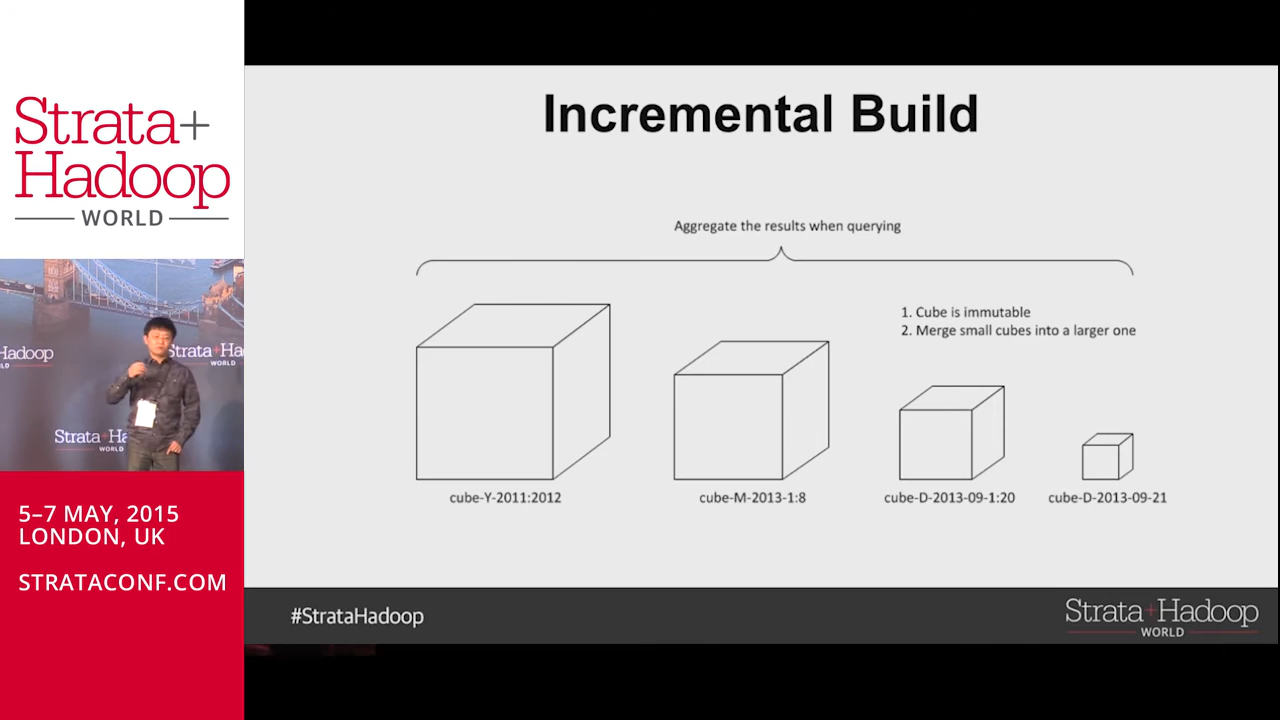 Strata+
Hadoop
WORLD
Hadoop
Strata+Ha
WORLD
Strata+Ha
WORLD
5–7 MAY, 2015
LONDON, UK
STRATACONF.COM
Incremental Build
Aggregate the results when querying
1. Cube is immutable
2. Merge small cubes into a larger one
cube-Y-2011:2012
cube-M-2013-1:8
cube-D-2013-09-1:20
cube-D-2013-09-21
#StrataHadoop
Strata+Hadoop
WORLD